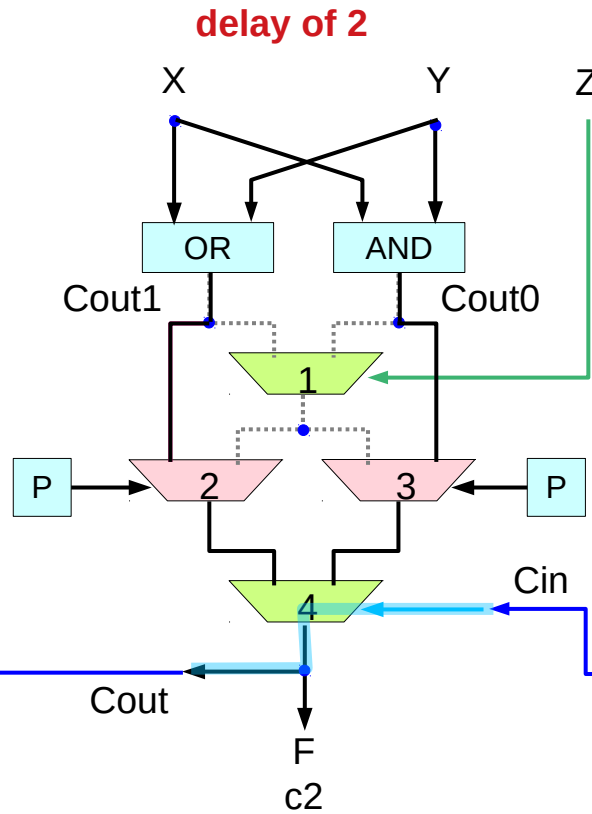 delay of 2
X Y Z
OR AND
Cout1 Cout0
1
P 2 3 P
Cin
4
Cout
F
c2